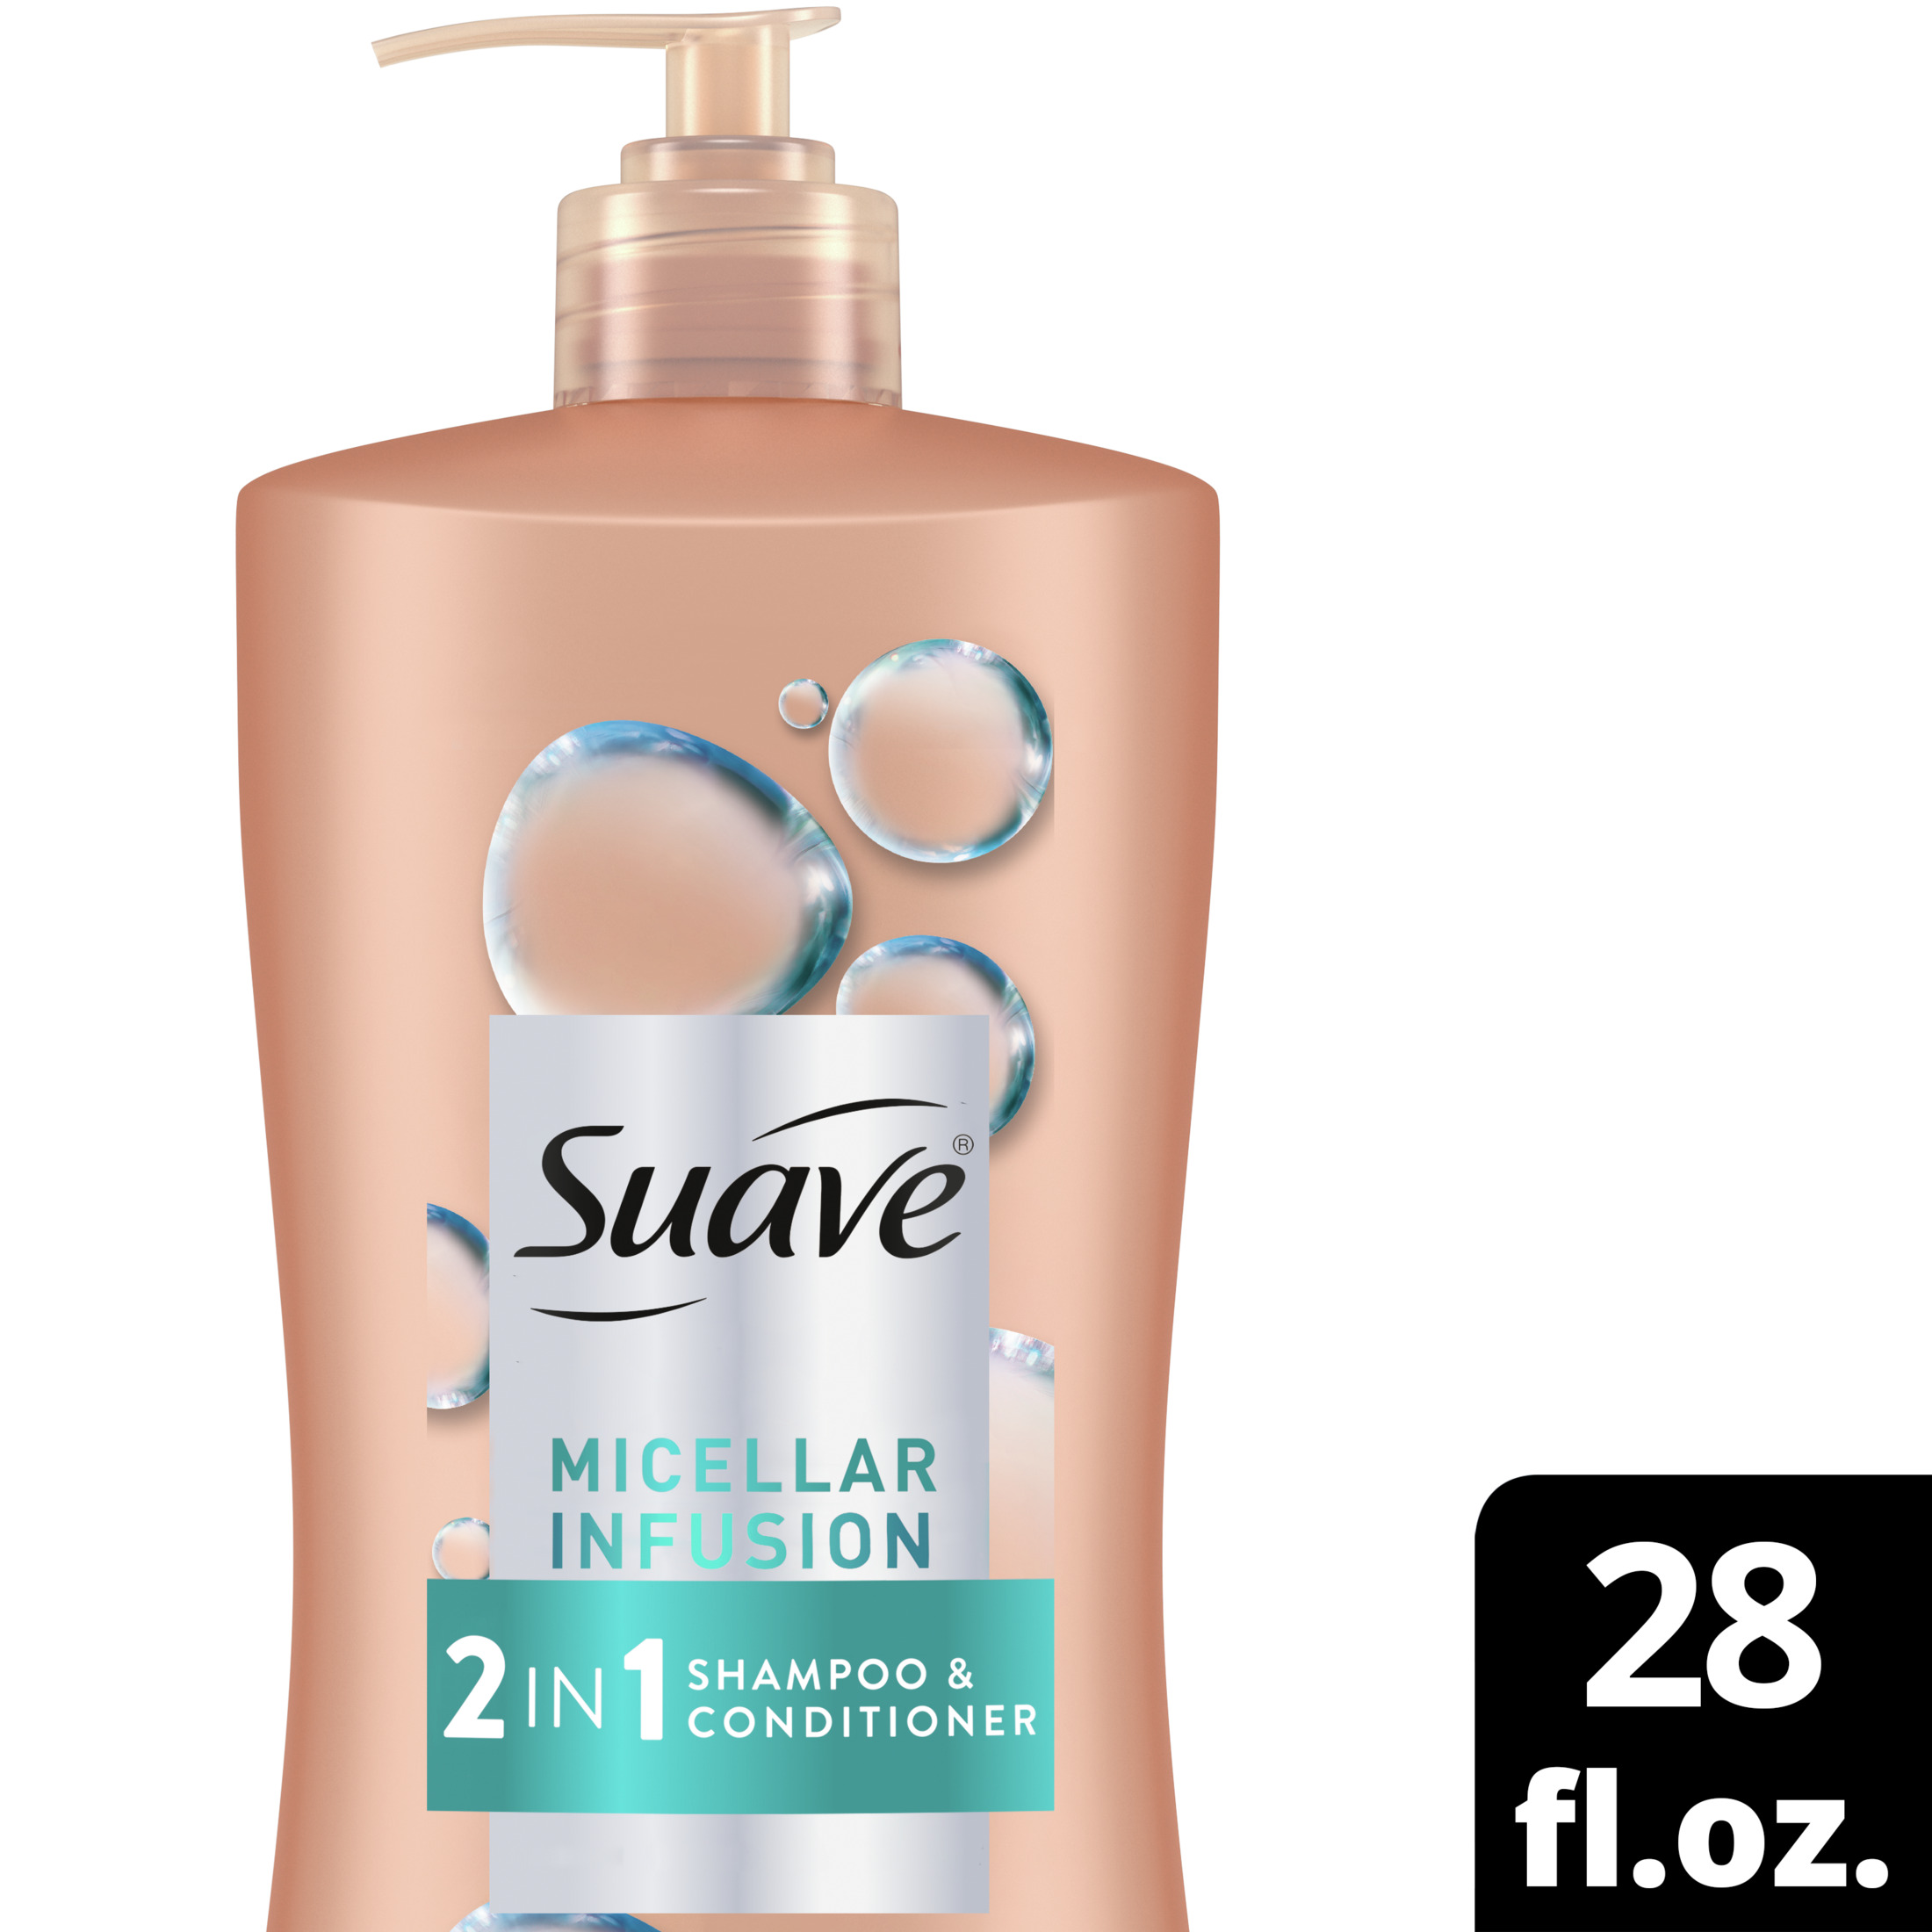 Suave®
MICELLAR
INFUSION
2 IN 1 SHAMPOO &
CONDITIONER
28
fl.oz.